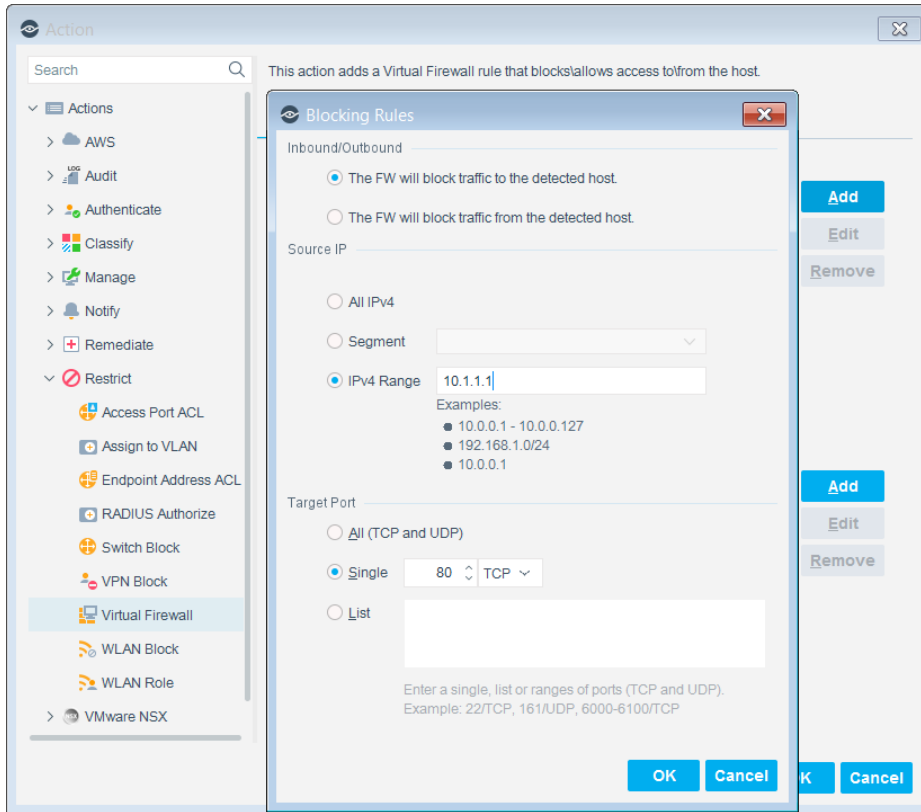 Action
Search
This action adds a Virtual Firewall rule that blocks\allows access to\from the host.
Actions
AWS
LOG
Audit
Authenticate
Classify
Manage
Notify
Remediate
Restrict
Access Port ACL
Assign to VLAN
Endpoint Address ACL
RADIUS Authorize
Switch Block
VPN Block
Virtual Firewall
WLAN Block
WLAN Role
NSX
VMware NSX
Blocking Rules
Inbound/Outbound
The FW will block traffic to the detected host.
The FW will block traffic from the detected host.
Source IP
All IPv4
Segment
IPv4 Range 10.1.1.1
Examples:
10.0.0.1 - 10.0.0.127
192.168.1.0/24
10.0.0.1
Target Port
All (TCP and UDP)
Single 80 TCP
List
Enter a single, list or ranges of ports (TCP and UDP).
Example: 22/TCP, 161/UDP, 6000-6100/TCP
OK Cancel
Add
Edit
Remove
Add
Edit
Remove
K Cancel